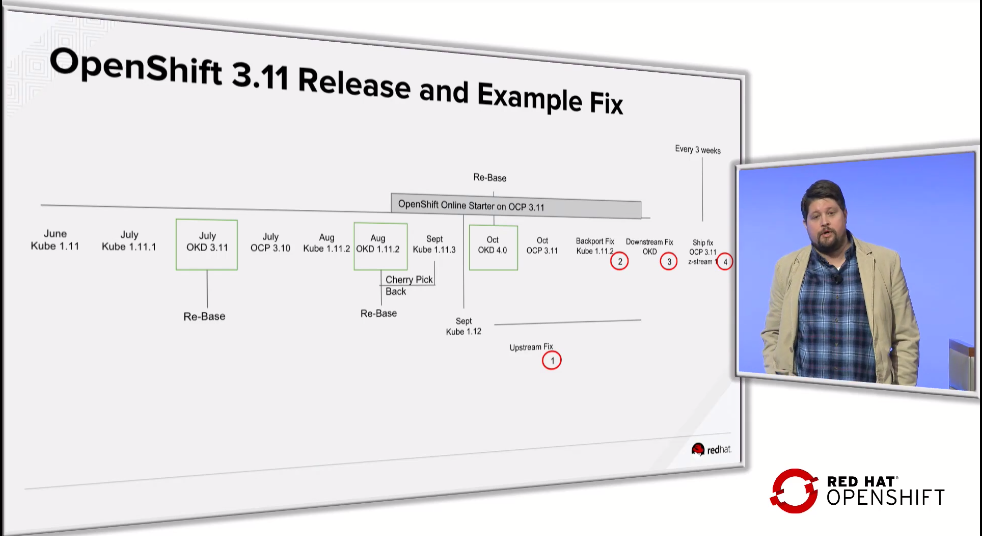 OpenShift 3.11 Release and Example Fix
Every 3 weeks
Re-Base
OpenShift Online Starter on OCP 3.11
June
Kube 1.11
July
Kube 1.11.1
July
OKD 3.11
July
OCP 3.10
Aug
Kube 1.11.2
Aug
OKD 1.11.2
Sept
Kube 1.11.3
Oct
OKD 4.0
Oct
OCP 3.11
Backport Fix
Kube 1.11.2
2
Downstream Fix
OKD
3
Ship fix
OCP 3.11
z-stream
4
Cherry Pick
Back
Re-Base
Re-Base
Sept
Kube 1.12
Upstream Fix
1
redhat
RED HAT®
OPENSHIFT